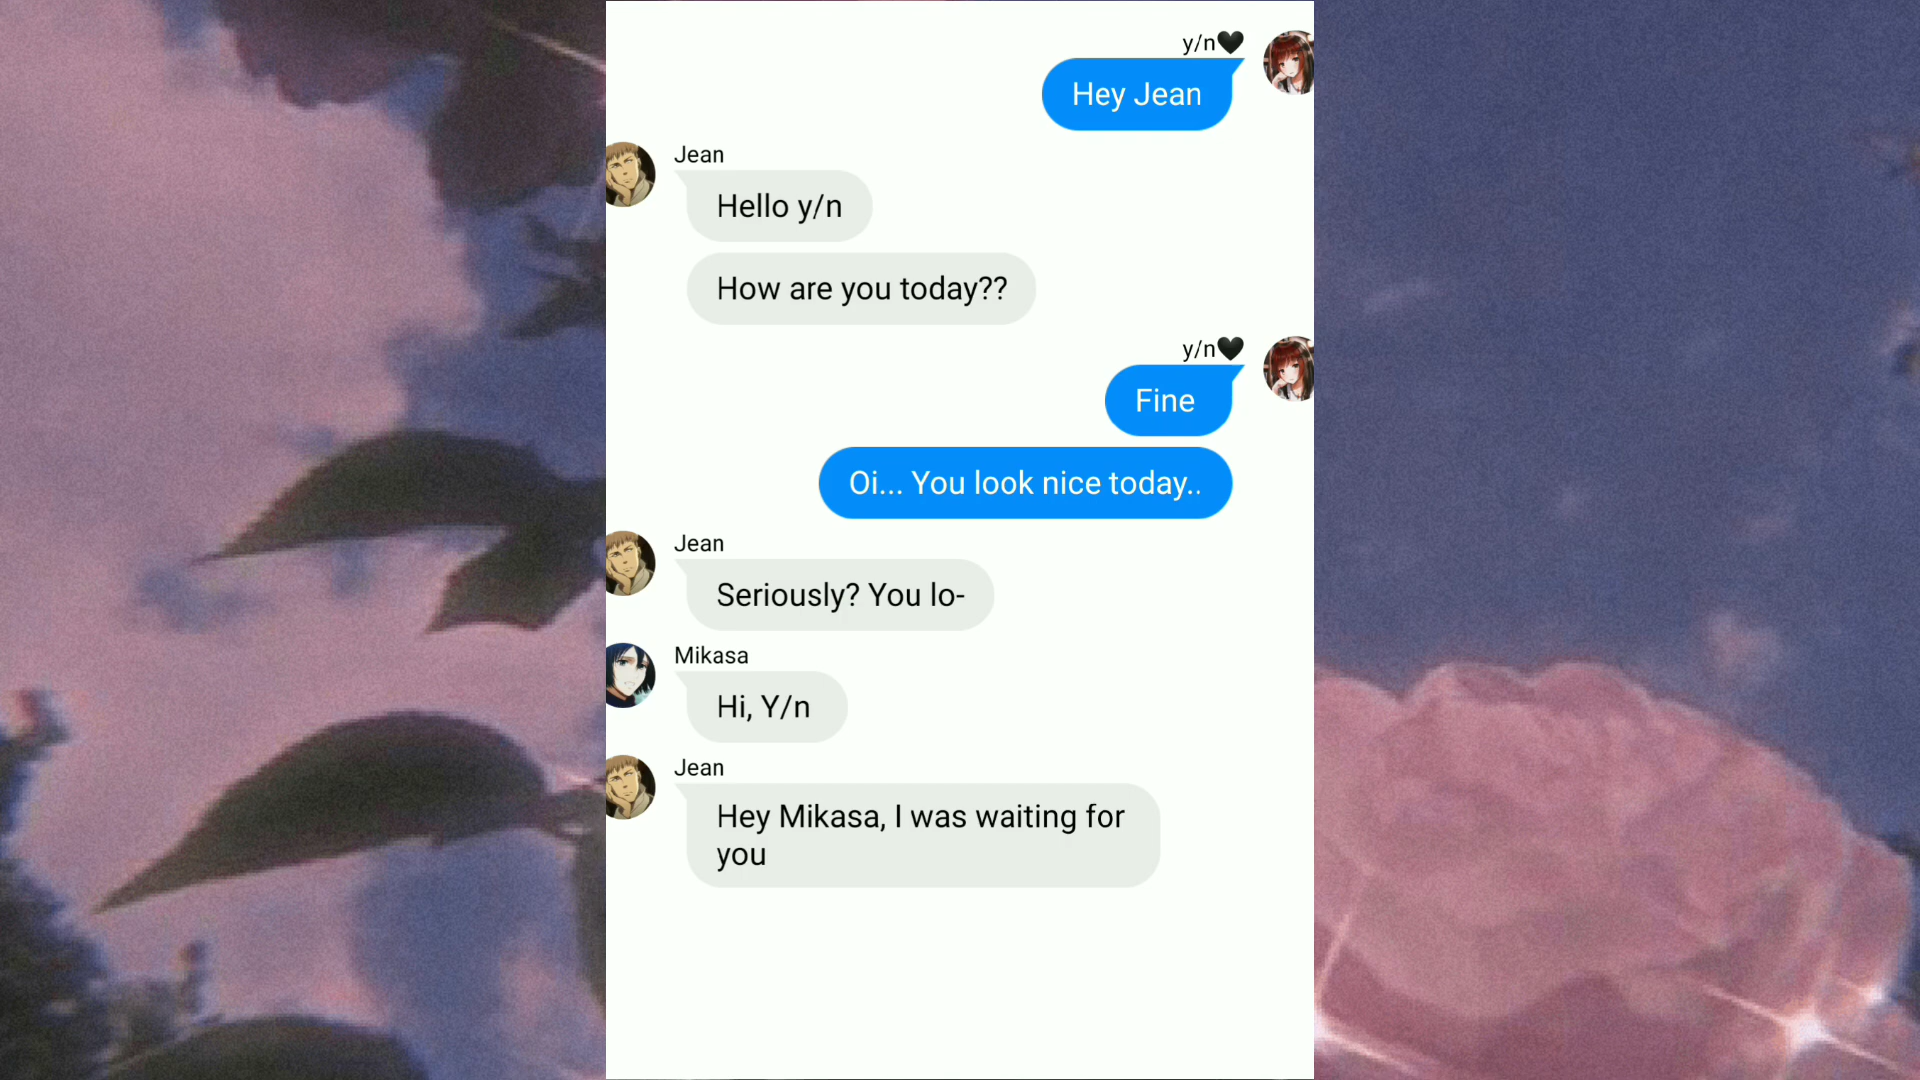 y/n🖤
Hey Jean
Jean
Hello y/n
How are you today??
y/n🖤
Fine
Oi... You look nice today..
Jean
Seriously? You lo-
Mikasa
Hi, Y/n
Jean
Hey Mikasa, I was waiting for
you